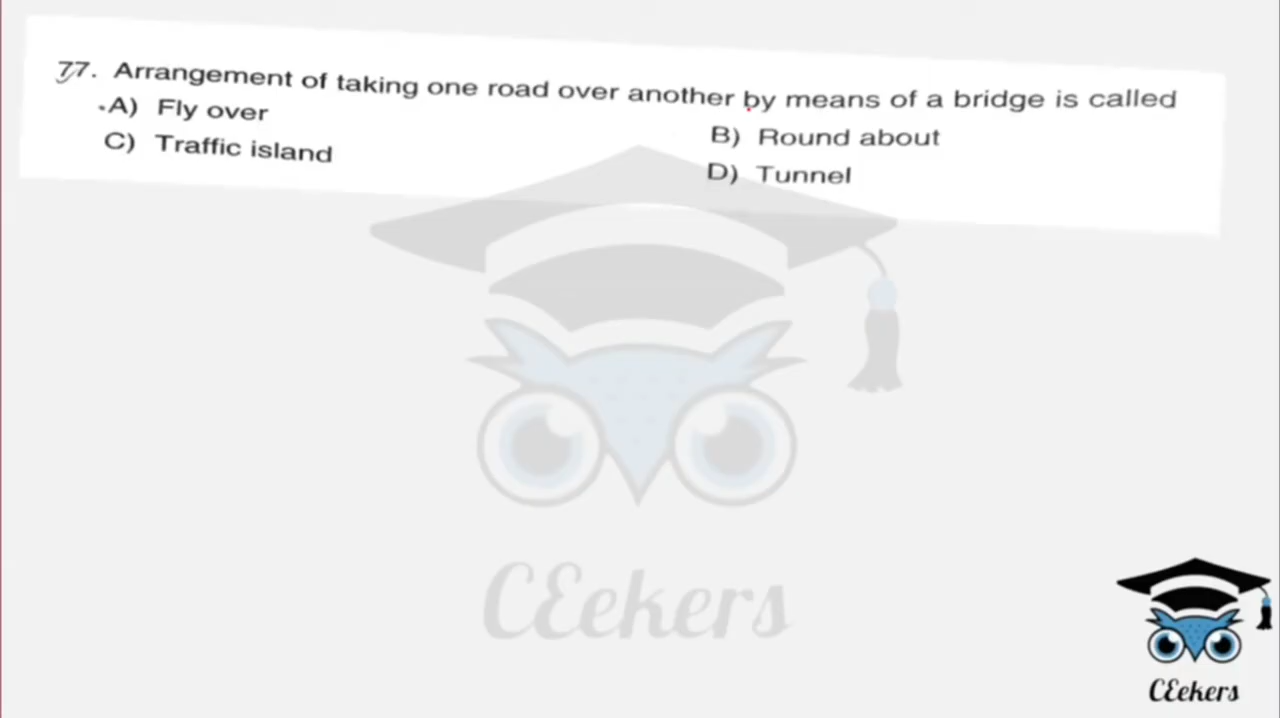 77. Arrangement of taking one road over another by means of a bridge is called
A) Fly over
B) Round about
C) Traffic island
D) Tunnel
CEekers
CEekers